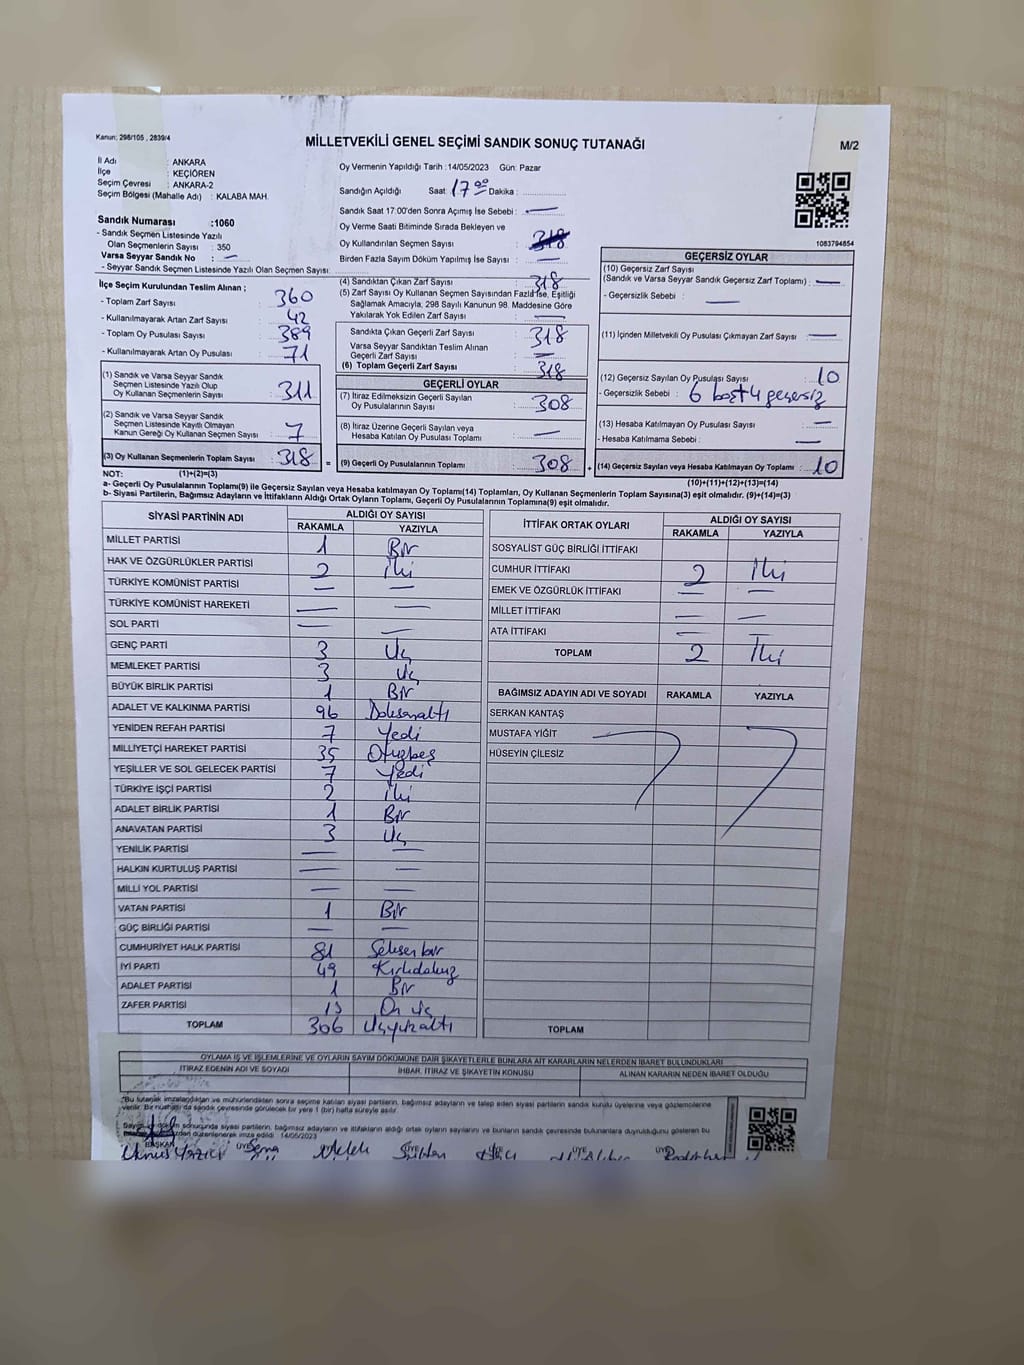 Kanun; 298/105 , 2839/4
MİLLETVEKİLİ GENEL SEÇİMİ SANDIK SONUÇ TUTANAĞI
M/2
İl Adı : ANKARA
İlçe : KEÇİÖREN
Seçim Çevresi : ANKARA-2
Seçim Bölgesi (Mahalle Adı) : KALABA MAH.
Sandık Numarası :1060
- Sandık Seçmen Listesinde Yazılı
Olan Seçmenlerin Sayısı : 350
Varsa Seyyar Sandık No : —
- Seyyar Sandık Seçmen Listesinde Yazılı Olan Seçmen Sayısı:
Oy Vermenin Yapıldığı Tarih :14/05/2023 Gün: Pazar
Sandığın Açıldığı Saat: 17.00 Dakika :
Sandık Saat 17:00'den Sonra Açımış İse Sebebi : —
Oy Verme Saati Bitiminde Sırada Bekleyen ve
Oy Kullandırılan Seçmen Sayısı :
Birden Fazla Sayım Döküm Yapılmış İse Sayısı : —
1083794854
İlçe Seçim Kurulundan Teslim Alınan ;
- Toplam Zarf Sayısı : 360
- Kullanılmayarak Artan Zarf Sayısı : 42
- Toplam Oy Pusulası Sayısı : 389
- Kullanılmayarak Artan Oy Pusulası : 71
(1) Sandık ve Varsa Seyyar Sandık
Seçmen Listesinde Yazılı Olup
Oy Kullanan Seçmenlerin Sayısı : 311
(2) Sandık ve Varsa Seyyar Sandık
Seçmen Listesinde Kayıtlı Olmayan
Kanun Gereği Oy Kullanan Seçmen Sayısı : 7
(3) Oy Kullanan Seçmenlerin Toplam Sayısı : 318
(4) Sandıktan Çıkan Zarf Sayısı : 318
(5) Zarf Sayısı Oy Kullanan Seçmen Sayısından Fazla İse, Eşitliği
Sağlamak Amacıyla, 298 Sayılı Kanunun 98. Maddesine Göre
Yakılarak Yok Edilen Zarf Sayısı : —
Sandıkta Çıkan Geçerli Zarf Sayısı : 318
Varsa Seyyar Sandıktan Teslim Alınan
Geçerli Zarf Sayısı : —
(6) Toplam Geçerli Zarf Sayısı : 318
GEÇERLİ OYLAR
(7) İtiraz Edilmeksizin Geçerli Sayılan
Oy Pusulalarının Sayısı : 308
(8) İtiraz Üzerine Geçerli Sayılan veya
Hesaba Katılan Oy Pusulası Toplamı : —
= (9) Geçerli Oy Pusulalarının Toplamı : 308
GEÇERSİZ OYLAR
(10) Geçersiz Zarf Sayısı
(Sandık ve Varsa Seyyar Sandık Geçersiz Zarf Toplamı) : —
- Geçersizlik Sebebi : —
(11) İçinden Milletvekili Oy Pusulası Çıkmayan Zarf Sayısı : —
(12) Geçersiz Sayılan Oy Pusulası Sayısı : 10
- Geçersizlik Sebebi : 6 boş+4 geçersiz
(13) Hesaba Katılmayan Oy Pusulası Sayısı : —
- Hesaba Katılmama Sebebi : —
+ (14) Geçersiz Sayılan veya Hesaba Katılmayan Oy Toplamı : 10
NOT: (1)+(2)=(3)
(10)+(11)+(12)+(13)=(14)
a- Geçerli Oy Pusulalarının Toplamı(9) ile Geçersiz veya Hesaba katılmayan Oy Toplamı(14) Toplamları, Oy Kullanan Seçmenlerin Toplam Sayısına(3) eşit olmalıdır. (9)+(14)=(3)
b- Siyasi Partilerin, Bağımsız Adayların ve İttifakların Aldığı Ortak Oyların Toplamı, Geçerli Oy Pusulalarının Toplamına(9) eşit olmalıdır.
SİYASİ PARTİNİN ADI ALDIĞI OY SAYISI
RAKAMLA YAZIYLA
MİLLET PARTİSİ 1 Bir
HAK VE ÖZGÜRLÜKLER PARTİSİ 2 İki
TÜRKİYE KOMÜNİST PARTİSİ — —
TÜRKİYE KOMÜNİST HAREKETİ — —
SOL PARTİ — —
GENÇ PARTİ 3 Üç
MEMLEKET PARTİSİ 3 Üç
BÜYÜK BİRLİK PARTİSİ 1 Bir
ADALET VE KALKINMA PARTİSİ 96 Doksanaltı
YENİDEN REFAH PARTİSİ 7 Yedi
MİLLİYETÇİ HAREKET PARTİSİ 35 Otuzbeş
YEŞİLLER VE SOL GELECEK PARTİSİ 7 Yedi
TÜRKİYE İŞÇİ PARTİSİ 2 İki
ADALET BİRLİK PARTİSİ 1 Bir
ANAVATAN PARTİSİ 3 Üç
YENİLİK PARTİSİ — —
HALKIN KURTULUŞ PARTİSİ — —
MİLLİ YOL PARTİSİ — —
VATAN PARTİSİ 1 Bir
GÜÇ BİRLİĞİ PARTİSİ — —
CUMHURİYET HALK PARTİSİ 81 Seksen bir
İYİ PARTİ 49 Kırkdokuz
ADALET PARTİSİ 1 Bir
ZAFER PARTİSİ 13 On üç
TOPLAM 306 Üçyüzaltı
İTTİFAK ORTAK OYLARI ALDIĞI OY SAYISI
RAKAMLA YAZIYLA
SOSYALİST GÜÇ BİRLİĞİ İTTİFAKI
CUMHUR İTTİFAKI 2 İki
EMEK VE ÖZGÜRLÜK İTTİFAKI — —
MİLLET İTTİFAKI — —
ATA İTTİFAKI — —
TOPLAM 2 İki
BAĞIMSIZ ADAYIN ADI VE SOYADI RAKAMLA YAZIYLA
SERKAN KANTAŞ
MUSTAFA YİĞİT
HÜSEYİN ÇİLESİZ
TOPLAM
OYLAMA İŞ VE İŞLEMLERİNE VE OYLARIN SAYIM DÖKÜMÜNE DAİR ŞİKAYETLERLE BUNLARA AİT KARARLARIN NELERDEN İBARET BULUNDUKLARI
İTİRAZ EDENİN ADI VE SOYADI İHBAR, İTİRAZ VE ŞİKAYETİN KONUSU ALINAN KARARIN NEDEN İBARET OLDUĞU
"Bu tutanak imzalandıktan ve mühürlendikten sonra seçime katılan siyasi partilerin, bağımsız adayların ve talep eden siyasi partilerin sandık kurulu üyelerine veya gözlemcilerine
verilir. Bir nüshası da sandık çevresinde görülecek bir yere 1 (bir) hafta süreyle asılır.
Sayım döküm sonucunda siyasi partilerin, bağımsız adayların ve ittifakların aldığı ortak oyların sayılarını ve bunların sandık çevresinde bulunanlara duyurulduğunu gösteren bu
düzenlenerek imza edildi. 14/05/2023
BAŞKAN ÜYE ÜYE ÜYE ÜYE ÜYE
Yunus Yazıcı Sema Melek